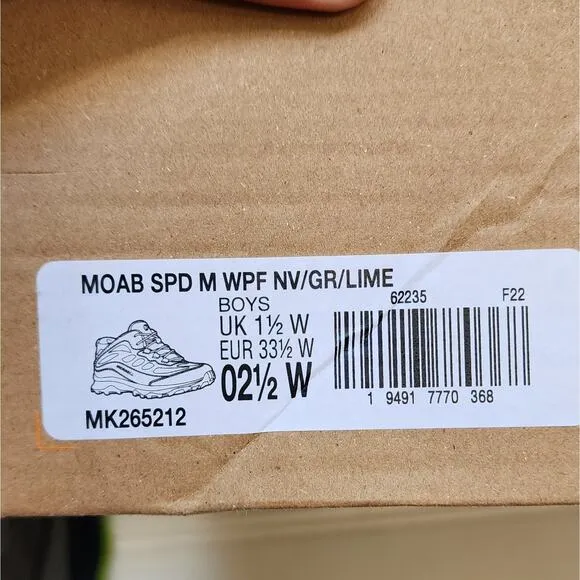 MOAB SPD M WPF NV/GR/LIME
BOYS
UK 1½ W
EUR 33½ W
02½ W
MK265212
62235 F22
1 9491 7770 368